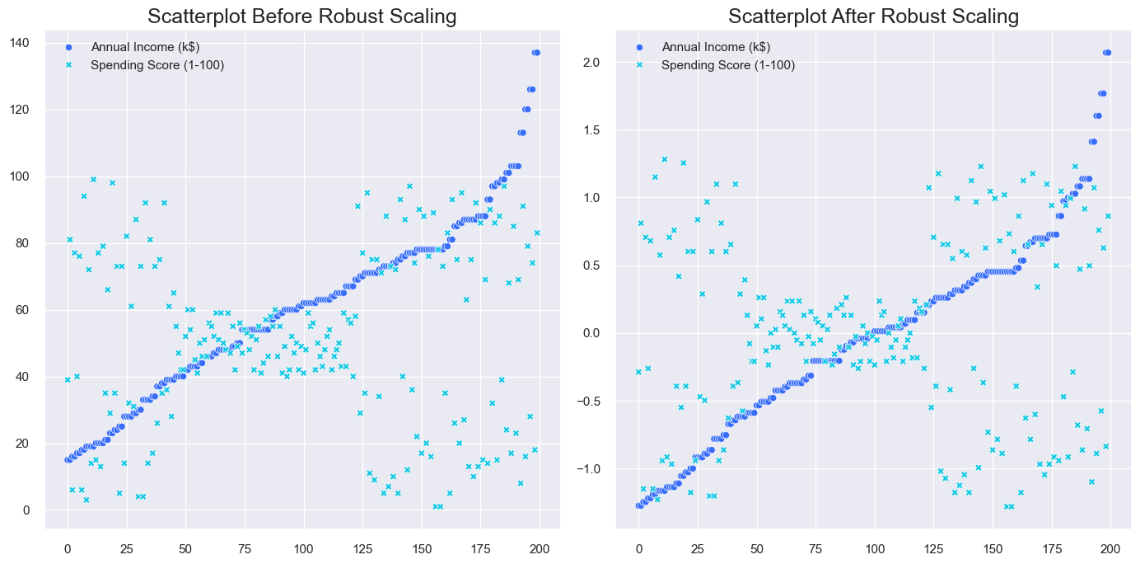 Scatterplot Before Robust Scaling
Annual Income (k$)
Spending Score (1-100)
140
120
100
80
60
40
20
0
0 25 50 75 100 125 150 175 200
Scatterplot After Robust Scaling
Annual Income (k$)
Spending Score (1-100)
2.0
1.5
1.0
0.5
0.0
−0.5
−1.0
0 25 50 75 100 125 150 175 200